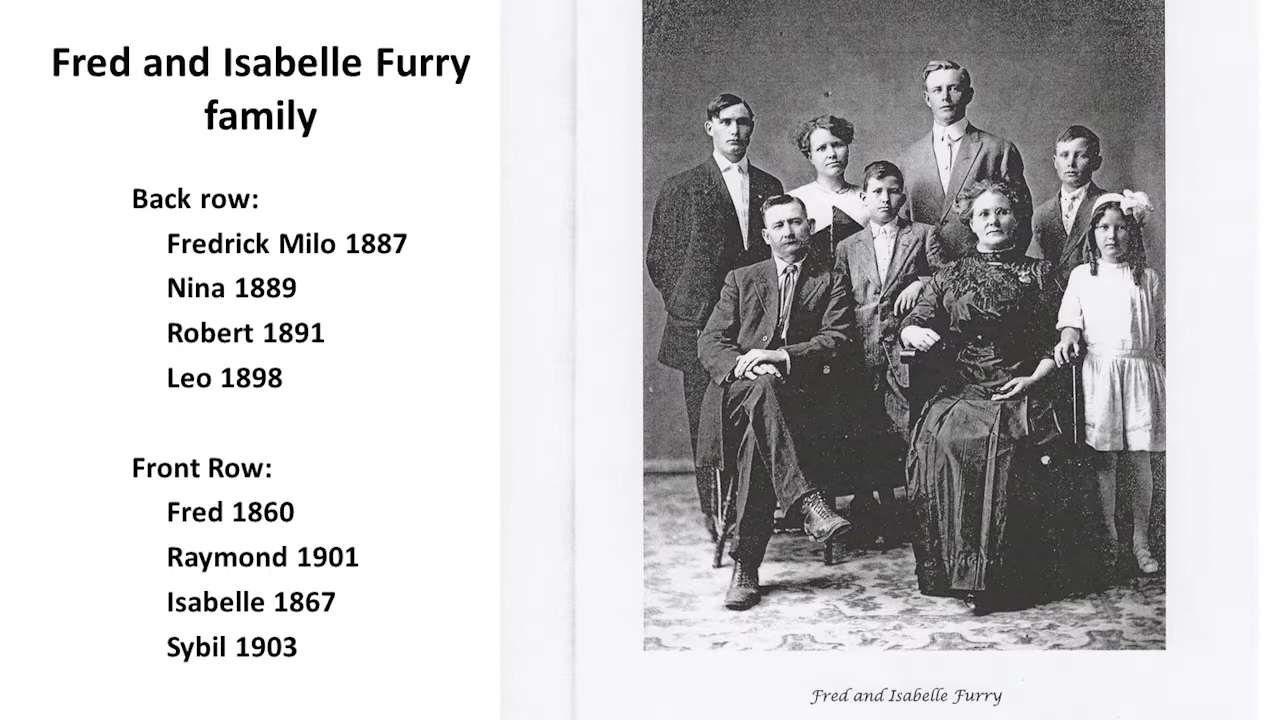 Fred and Isabelle Furry
family
Back row:
Fredrick Milo 1887
Nina 1889
Robert 1891
Leo 1898
Front Row:
Fred 1860
Raymond 1901
Isabelle 1867
Sybil 1903
Fred and Isabelle Furry